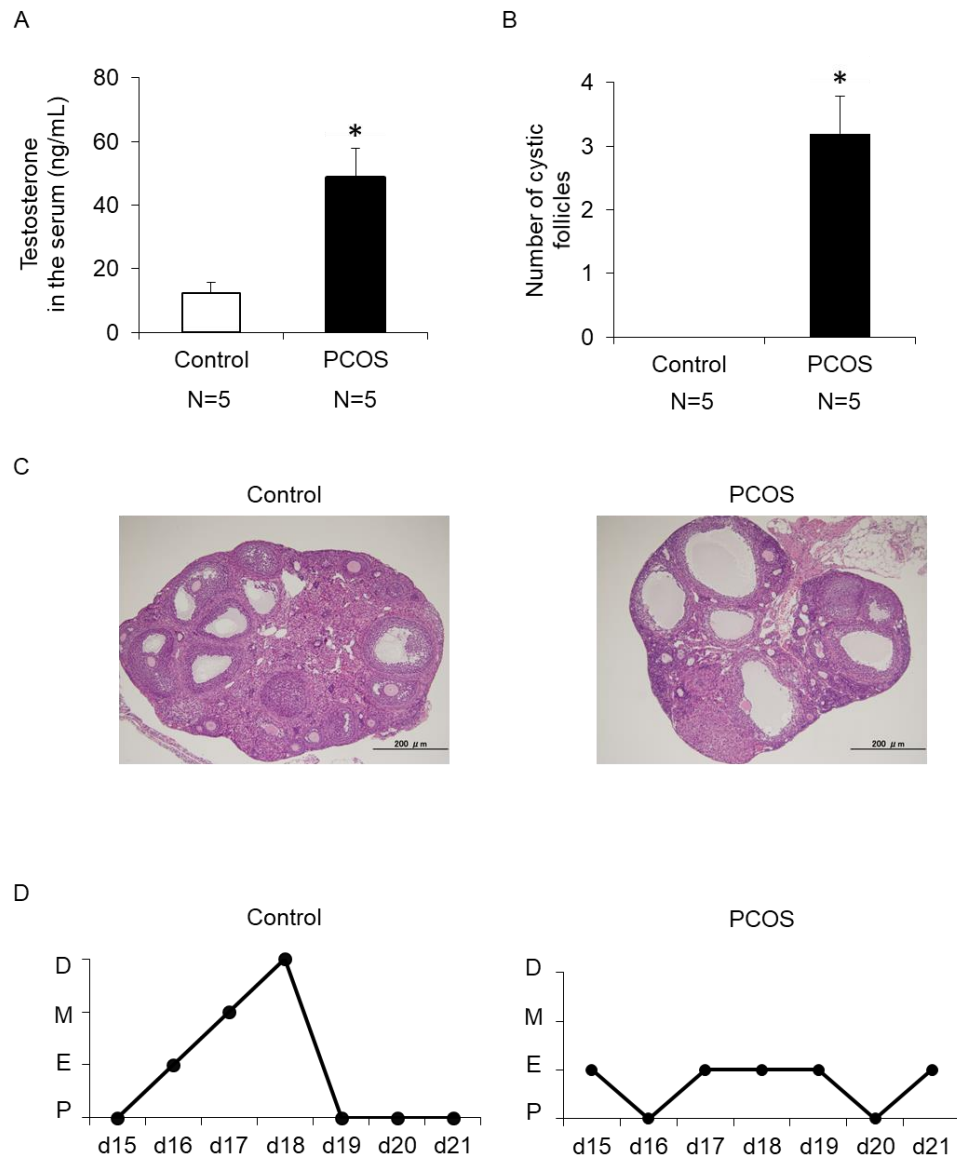 A
Testosterone
in the serum (ng/mL)
80
60
40
20
0
*
Control
PCOS
N=5
N=5
B
Number of cystic
follicles
4
3
2
1
0
*
Control
PCOS
N=5
N=5
C
Control
200 μm
PCOS
200 μm
D
Control
D
M
E
P
d15 d16 d17 d18 d19 d20 d21
PCOS
D
M
E
P
d15 d16 d17 d18 d19 d20 d21